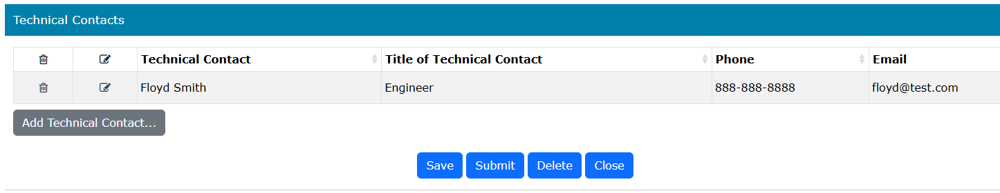 Technical Contacts
Technical Contact Title of Technical Contact Phone Email
Floyd Smith Engineer 888-888-8888 floyd@test.com
Add Technical Contact...
Save Submit Delete Close